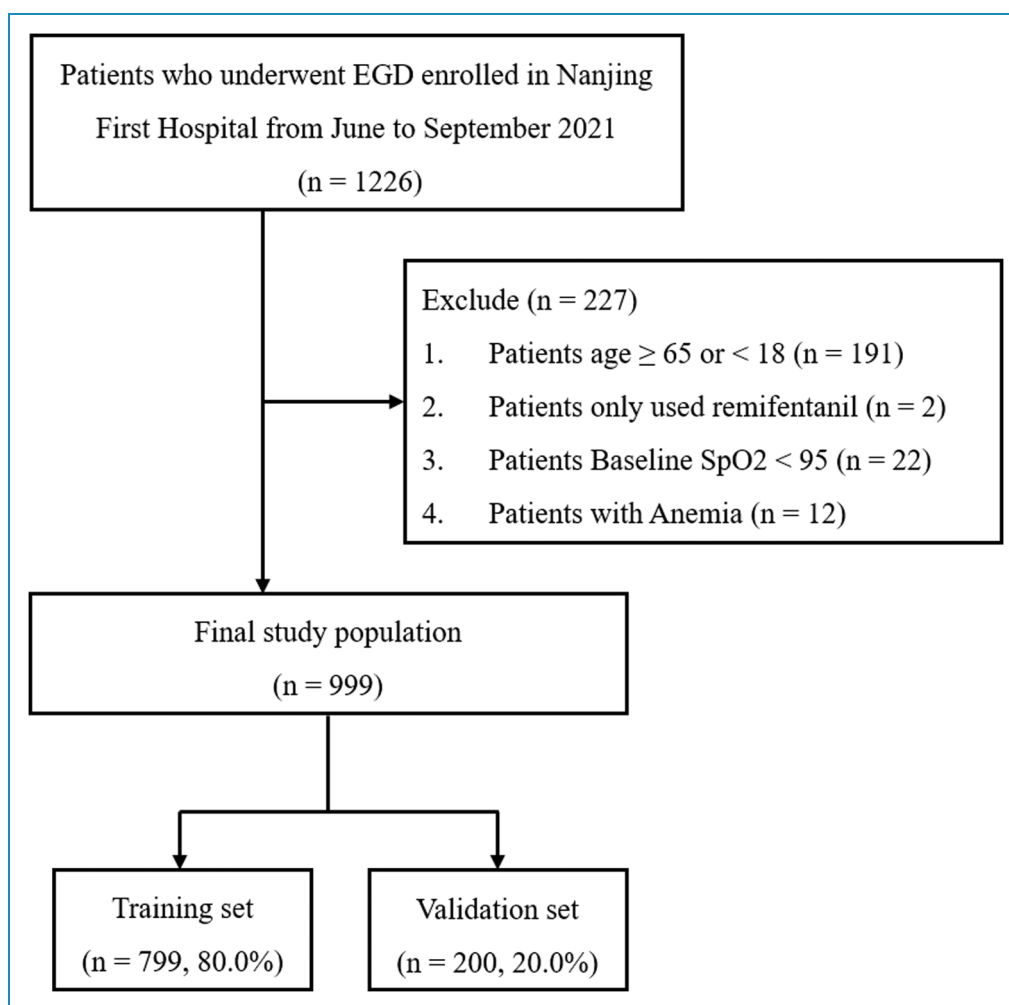 Patients who underwent EGD enrolled in Nanjing
First Hospital from June to September 2021
(n = 1226)
Exclude (n = 227)
1. Patients age ≥ 65 or < 18 (n = 191)
2. Patients only used remifentanil (n = 2)
3. Patients Baseline SpO2 < 95 (n = 22)
4. Patients with Anemia (n = 12)
Final study population
(n = 999)
Training set
(n = 799, 80.0%)
Validation set
(n = 200, 20.0%)